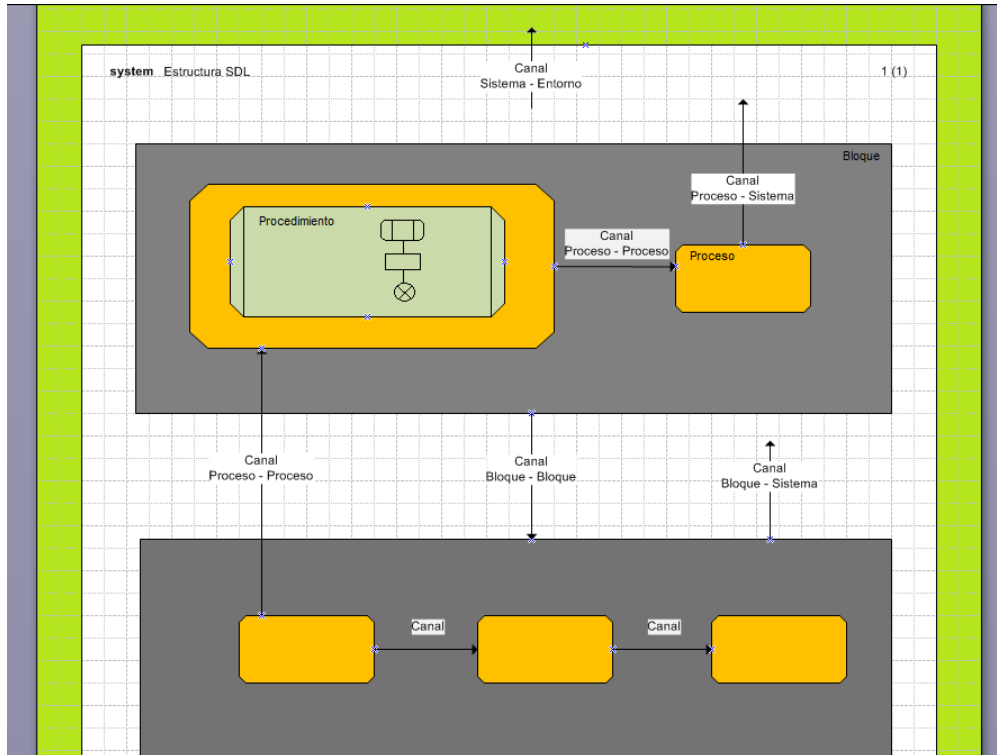 system Estructura SDL
1 (1)
Canal
Sistema - Entorno
Bloque
Canal
Proceso - Sistema
Procedimiento
Canal
Proceso - Proceso
Proceso
Canal
Proceso - Proceso
Canal
Bloque - Bloque
Canal
Bloque - Sistema
Canal
Canal